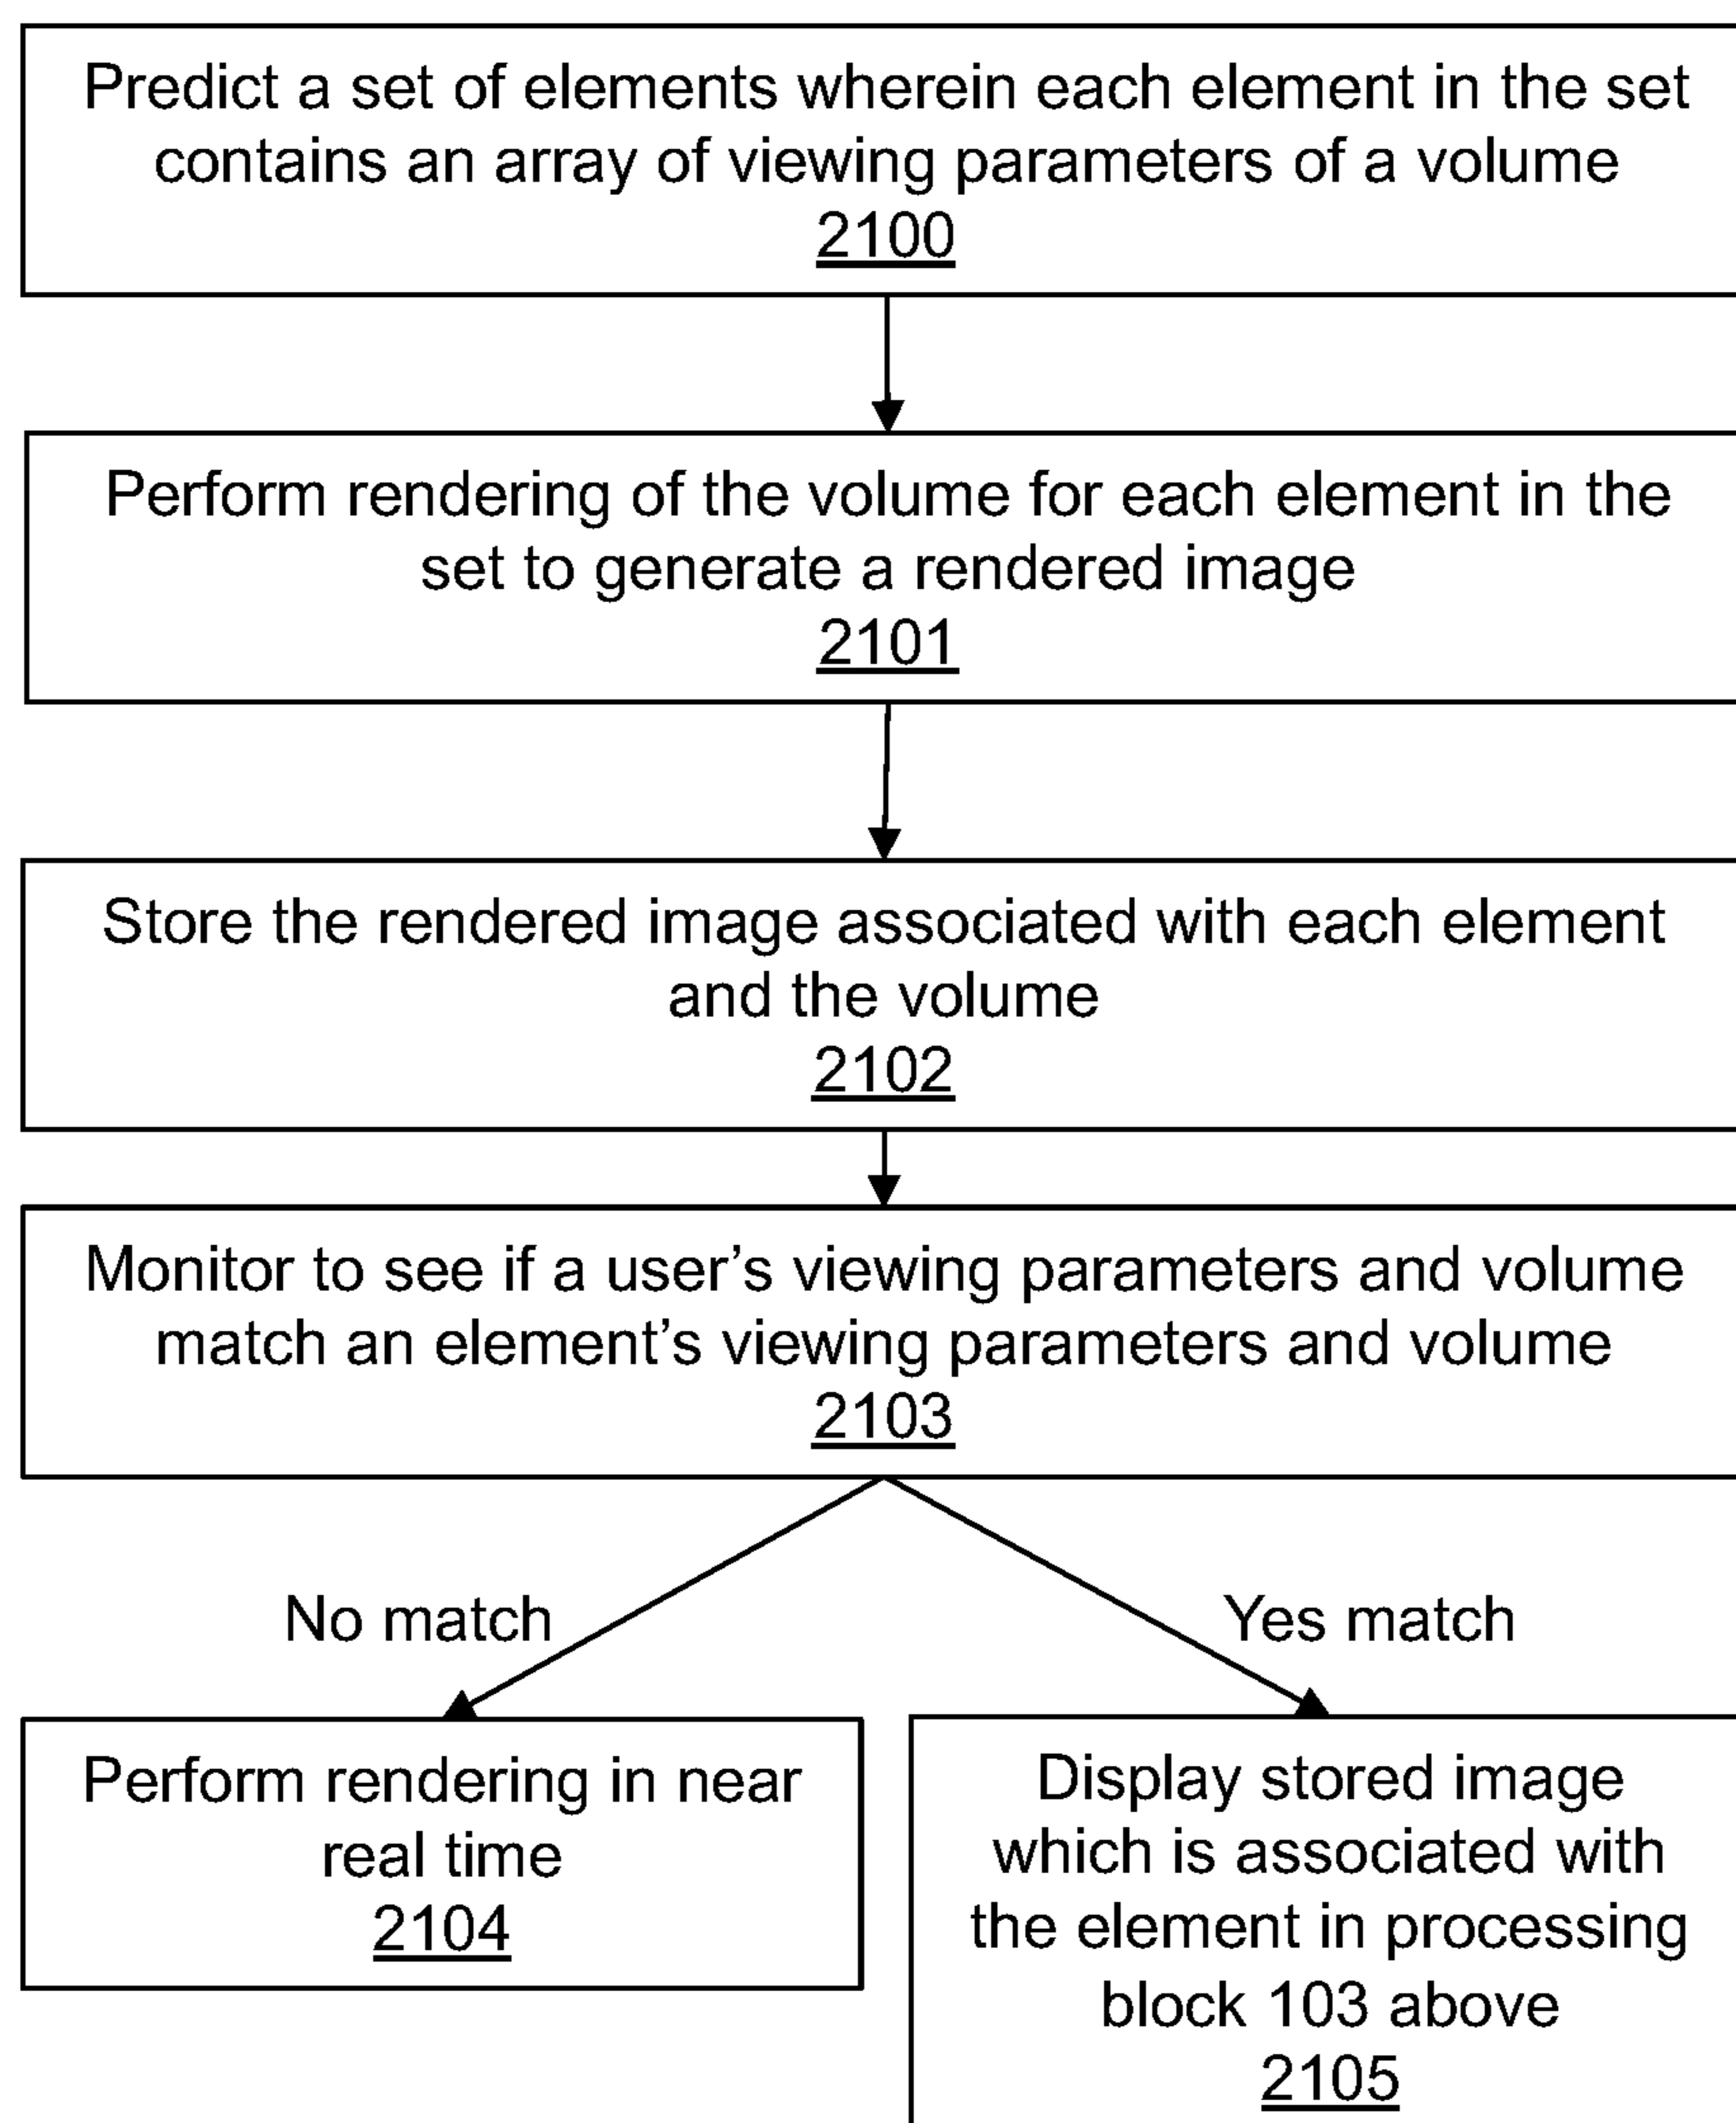 Predict a set of elements wherein each element in the set
contains an array of viewing parameters of a volume
2100
Perform rendering of the volume for each element in the
set to generate a rendered image
2101
Store the rendered image associated with each element
and the volume
2102
Monitor to see if a user’s viewing parameters and volume
match an element’s viewing parameters and volume
2103
No match
Yes match
Perform rendering in near
real time
2104
Display stored image
which is associated with
the element in processing
block 103 above
2105